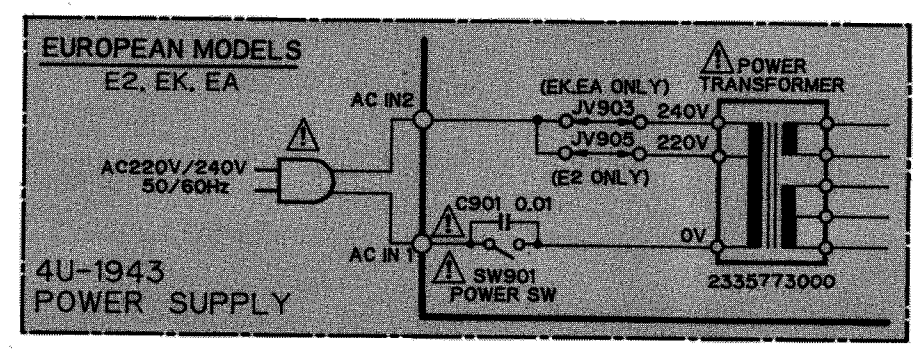 EUROPEAN MODELS
E2, EK, EA
POWER
TRANSFORMER
(EK.EA ONLY)
AC IN2
JV903
240V
JV905
220V
AC220V/240V
50/60Hz
(E2 ONLY)
C901 0.01
0V
AC IN 1
SW901
POWER SW
2335773000
4U-1943
POWER SUPPLY